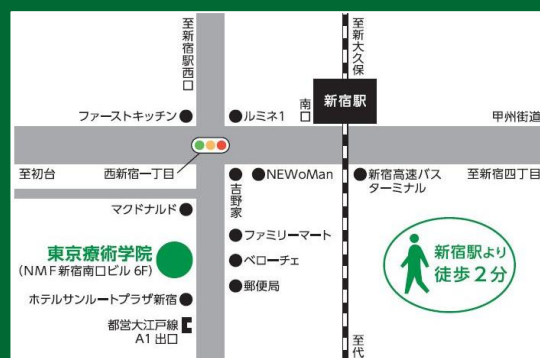 至新宿駅西口
至新大久保
ファーストキッチン
ルミネ1
南口
新宿駅
甲州街道
至初台
西新宿一丁目
吉野家
NEWoMan
新宿高速バス
ターミナル
至新宿四丁目
マクドナルド
東京療術学院
(NMF新宿南口ビル 6F)
ファミリーマート
ベローチェ
郵便局
新宿駅より
徒歩2分
ホテルサンルートプラザ新宿
都営大江戸線
A1 出口
至代